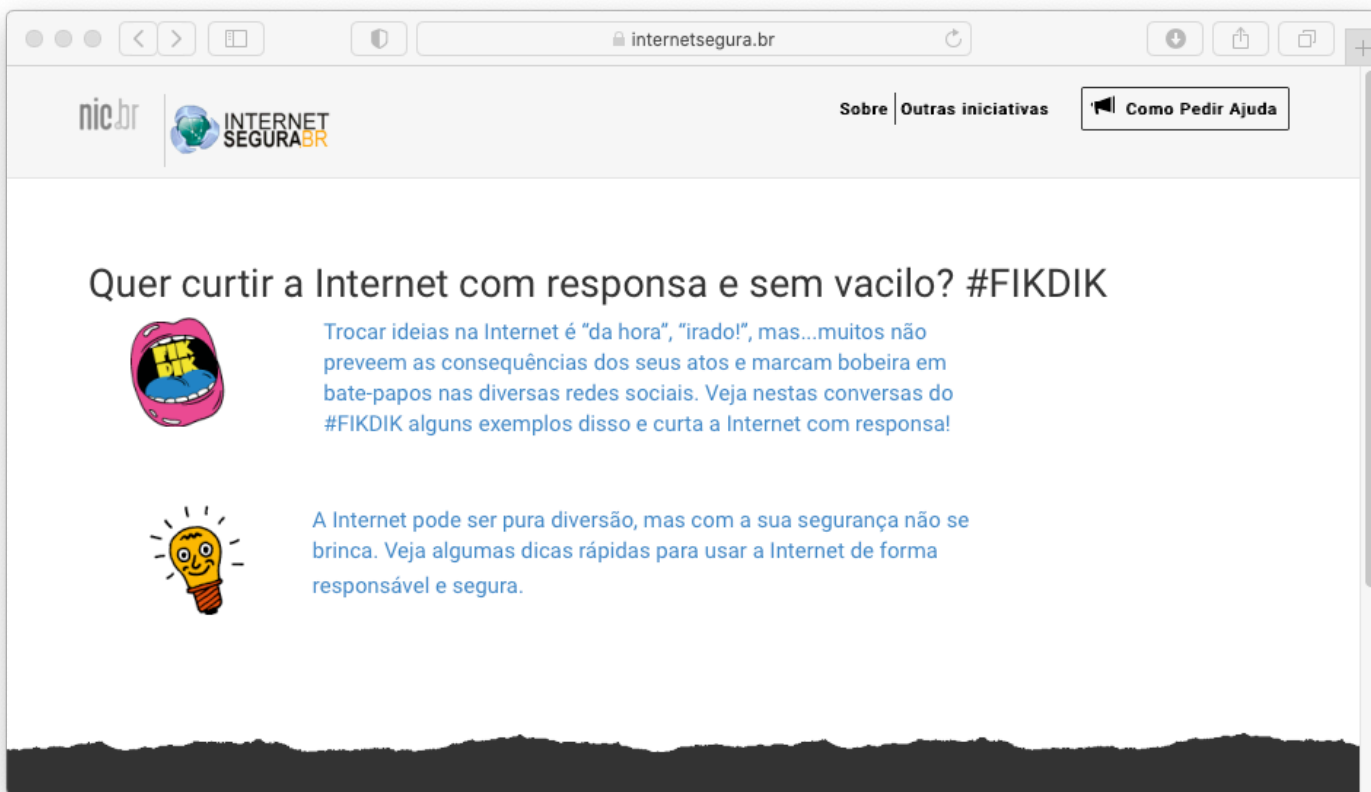 internetsegura.br
nic.br
INTERNET
SEGURABR
Sobre
Outras iniciativas
Como Pedir Ajuda
Quer curtir a Internet com responsa e sem vacilo? #FIKDIK
FIK
DIK
Trocar ideias na Internet é “da hora”, “irado!”, mas...muitos não
preveem as consequências dos seus atos e marcam bobeira em
bate-papos nas diversas redes sociais. Veja nestas conversas do
#FIKDIK alguns exemplos disso e curta a Internet com responsa!
A Internet pode ser pura diversão, mas com a sua segurança não se
brinca. Veja algumas dicas rápidas para usar a Internet de forma
responsável e segura.